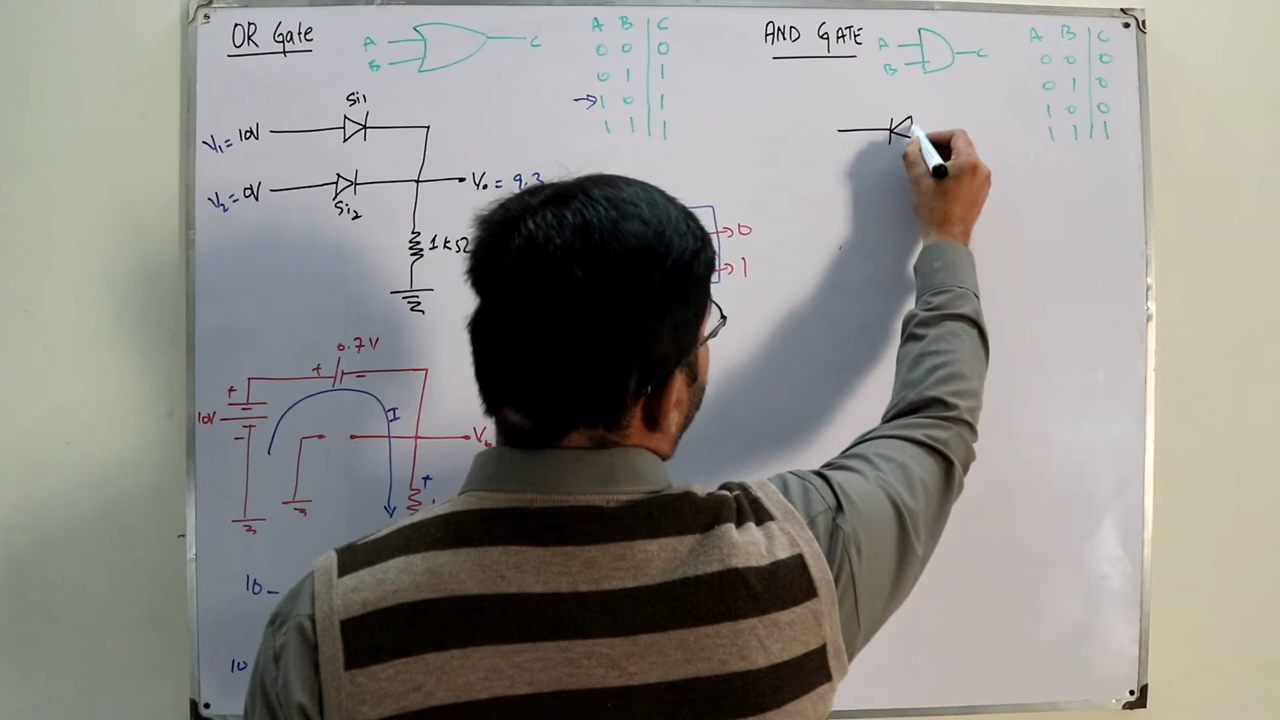 OR Gate
A
B
C
A B C
0 0 0
0 1 1
1 0 1
1 1 1
Si1
V1 = 10V
V2 = 0V
Si2
Vo = 9.3
1kΩ
→ 0
→ 1
0.7V
+ -
+
10V
-
I
+
10 -
10
AND GATE
A
B
C
A B C
0 0 0
0 1 0
1 0 0
1 1 1